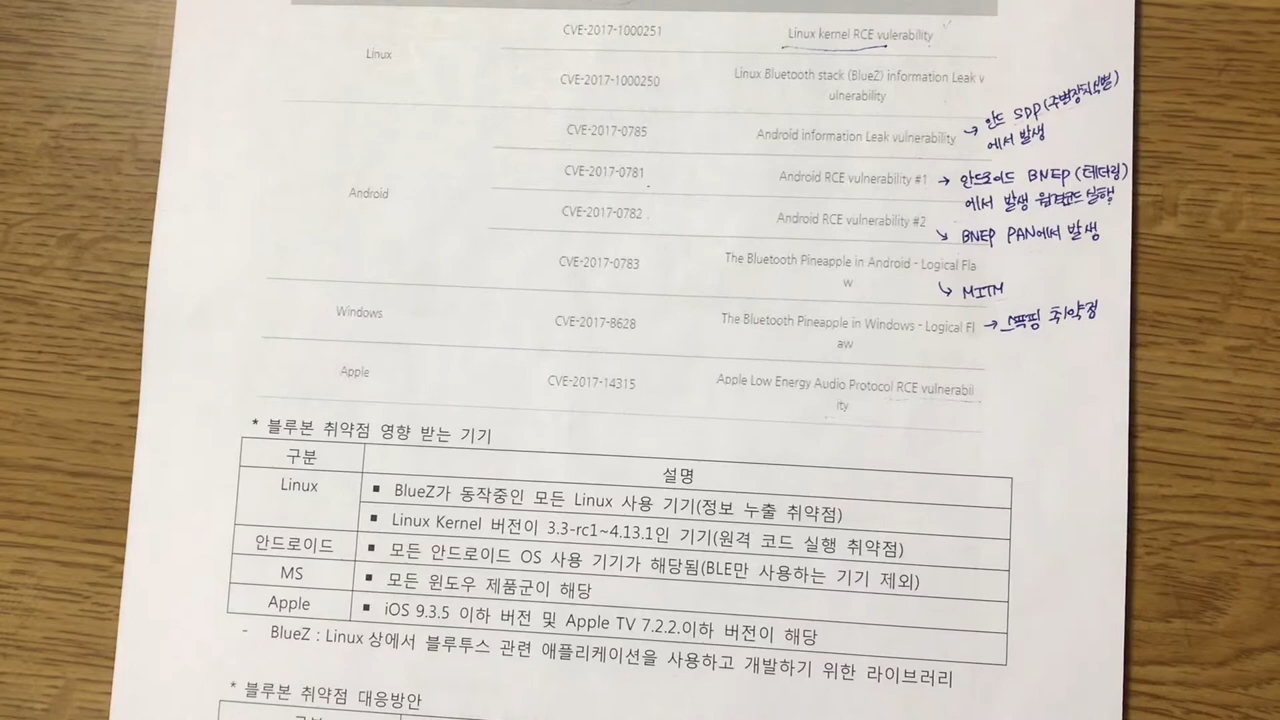 Linux
CVE-2017-1000251
Linux kernel RCE vulerability
CVE-2017-1000250
Linux Bluetooth stack (BlueZ) information Leak v
ulnerability
Android
CVE-2017-0785
Android information Leak vulnerability
→ 안드 SDP (주변장치식별)
에서 발생
CVE-2017-0781
Android RCE vulnerability #1
→ 안드로이드 BNEP (테더링)
에서 발생 원격코드실행
CVE-2017-0782
Android RCE vulnerability #2
↘ BNEP PAN에서 발생
CVE-2017-0783
The Bluetooth Pineapple in Android - Logical Fla
w
↘ MITM
Windows
CVE-2017-8628
The Bluetooth Pineapple in Windows - Logical Fl
aw
→ 스푸핑 취약점
Apple
CVE-2017-14315
Apple Low Energy Audio Protocol RCE vulnerabil
ity
* 블루본 취약점 영향 받는 기기
구분 설명
Linux
▪ BlueZ가 동작중인 모든 Linux 사용 기기(정보 누출 취약점)
▪ Linux Kernel 버전이 3.3-rc1~4.13.1인 기기(원격 코드 실행 취약점)
안드로이드 ▪ 모든 안드로이드 OS 사용 기기가 해당됨(BLE만 사용하는 기기 제외)
MS ▪ 모든 윈도우 제품군이 해당
Apple ▪ iOS 9.3.5 이하 버전 및 Apple TV 7.2.2.이하 버전이 해당
- BlueZ : Linux 상에서 블루투스 관련 애플리케이션을 사용하고 개발하기 위한 라이브러리
* 블루본 취약점 대응방안